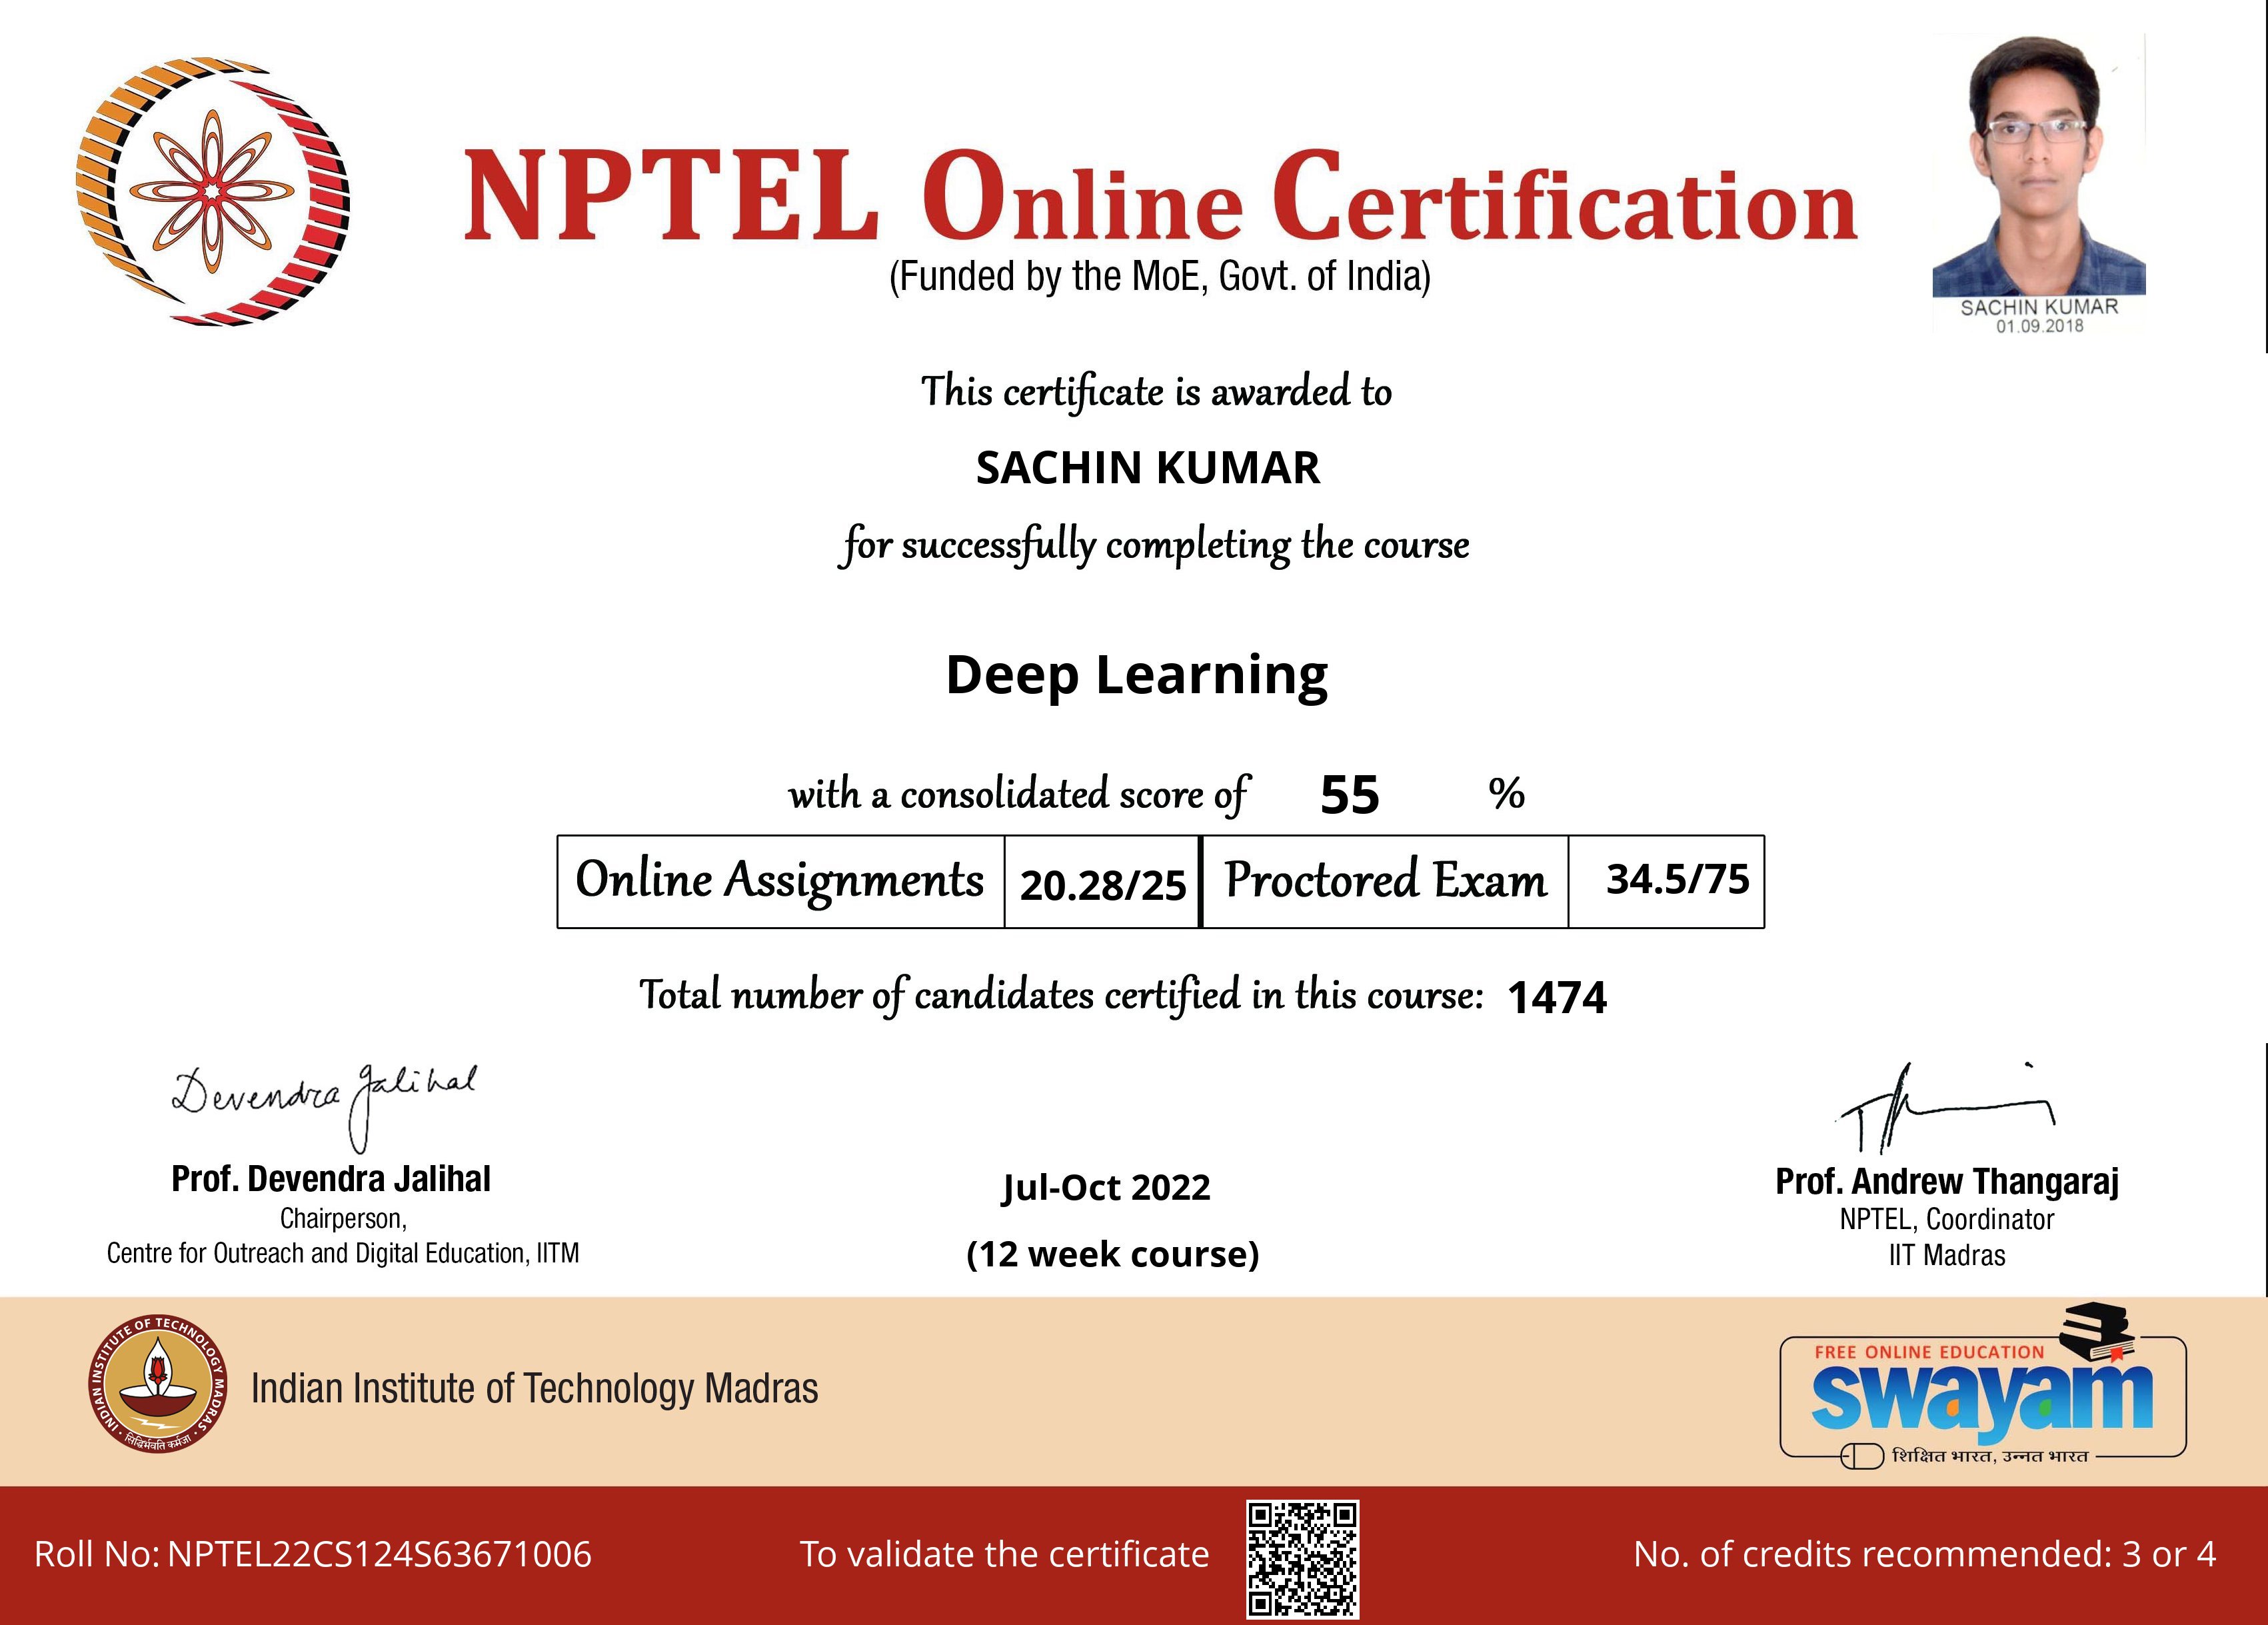 NPTEL Online Certification
(Funded by the MoE, Govt. of India)
SACHIN KUMAR
01.09.2018
This certificate is awarded to
SACHIN KUMAR
for successfully completing the course
Deep Learning
with a consolidated score of 55 %
Online Assignments 20.28/25 Proctored Exam 34.5/75
Total number of candidates certified in this course: 1474
Devendra Jalihal
Prof. Devendra Jalihal
Chairperson,
Centre for Outreach and Digital Education, IITM
Jul-Oct 2022
(12 week course)
Prof. Andrew Thangaraj
NPTEL, Coordinator
IIT Madras
INDIAN INSTITUTE OF TECHNOLOGY MADRAS
सिद्धिर्भवति कर्मजा
Indian Institute of Technology Madras
FREE ONLINE EDUCATION
swayam
शिक्षित भारत, उन्नत भारत
Roll No: NPTEL22CS124S63671006
To validate the certificate
No. of credits recommended: 3 or 4